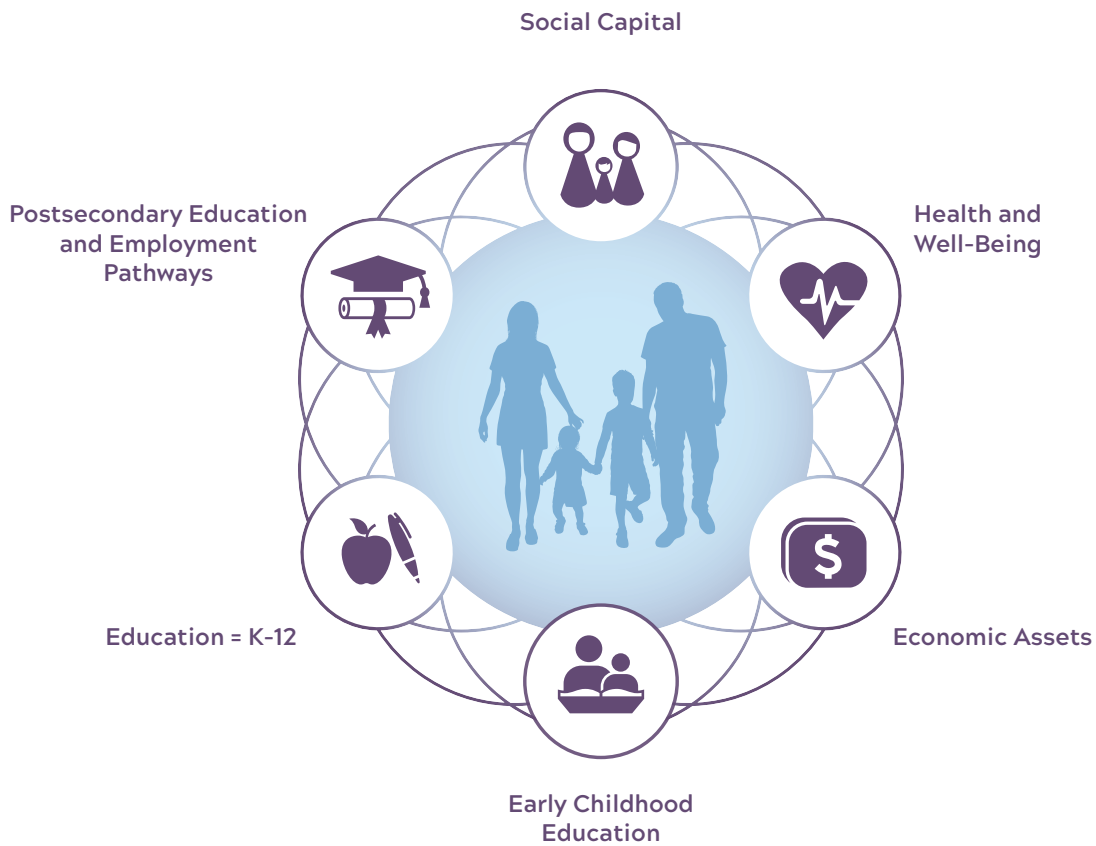 Social Capital
Postsecondary Education
and Employment
Pathways
Health and
Well-Being
$
Education = K-12
Economic Assets
Early Childhood
Education